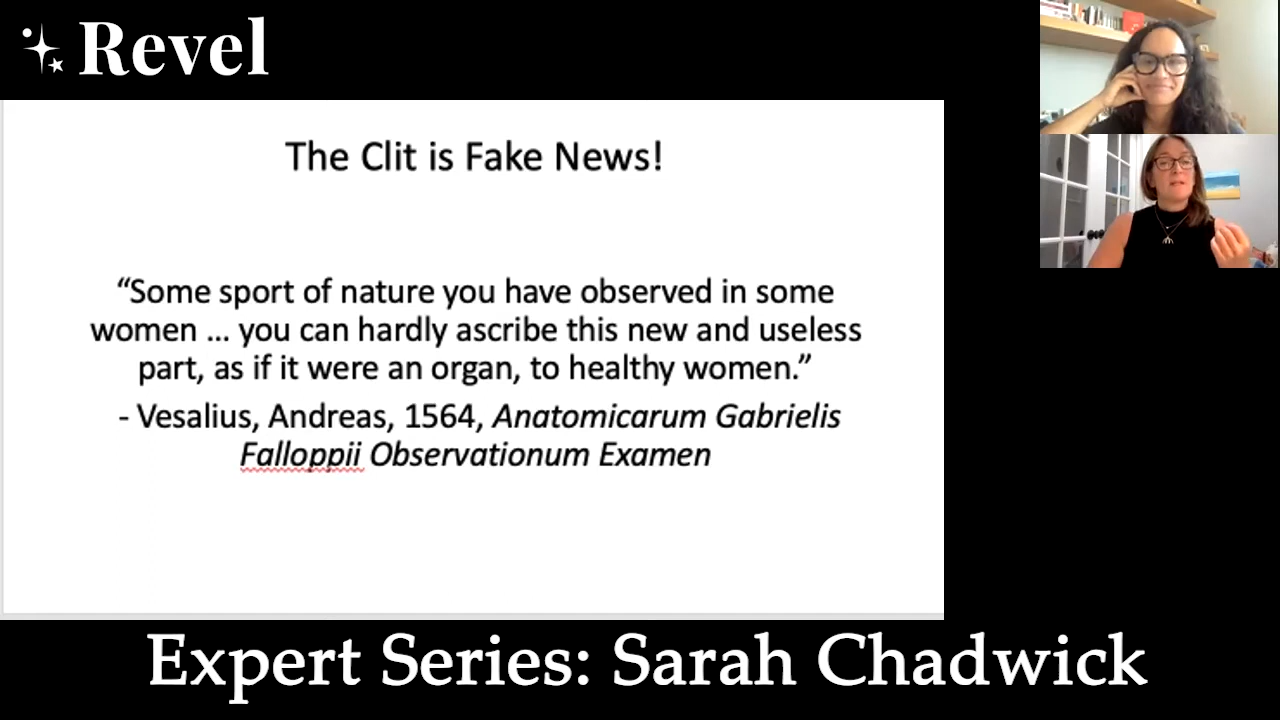 Revel
The Clit is Fake News!
“Some sport of nature you have observed in some
women ... you can hardly ascribe this new and useless
part, as if it were an organ, to healthy women.”
- Vesalius, Andreas, 1564, Anatomicarum Gabrielis
Falloppii Observationum Examen
Expert Series: Sarah Chadwick